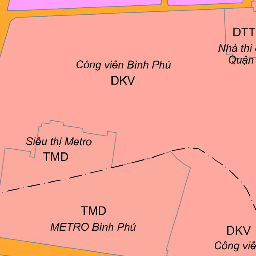 DTT
Nhà thi
Quận
Công viên Bình Phú
DKV
Siêu thị Metro
TMD
TMD
METRO Bình Phú
DKV
Công viê